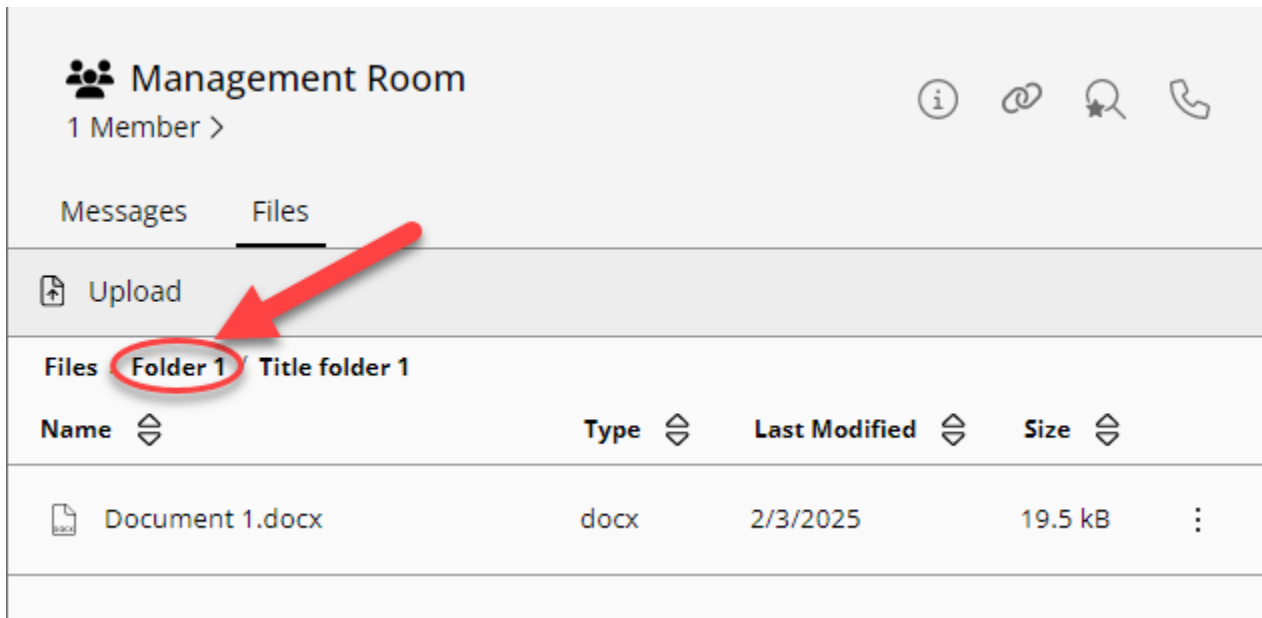 Management Room
1 Member >
Messages Files
Upload
Files / Folder 1 / Title folder 1
Name Type Last Modified Size
DOCX Document 1.docx docx 2/3/2025 19.5 kB